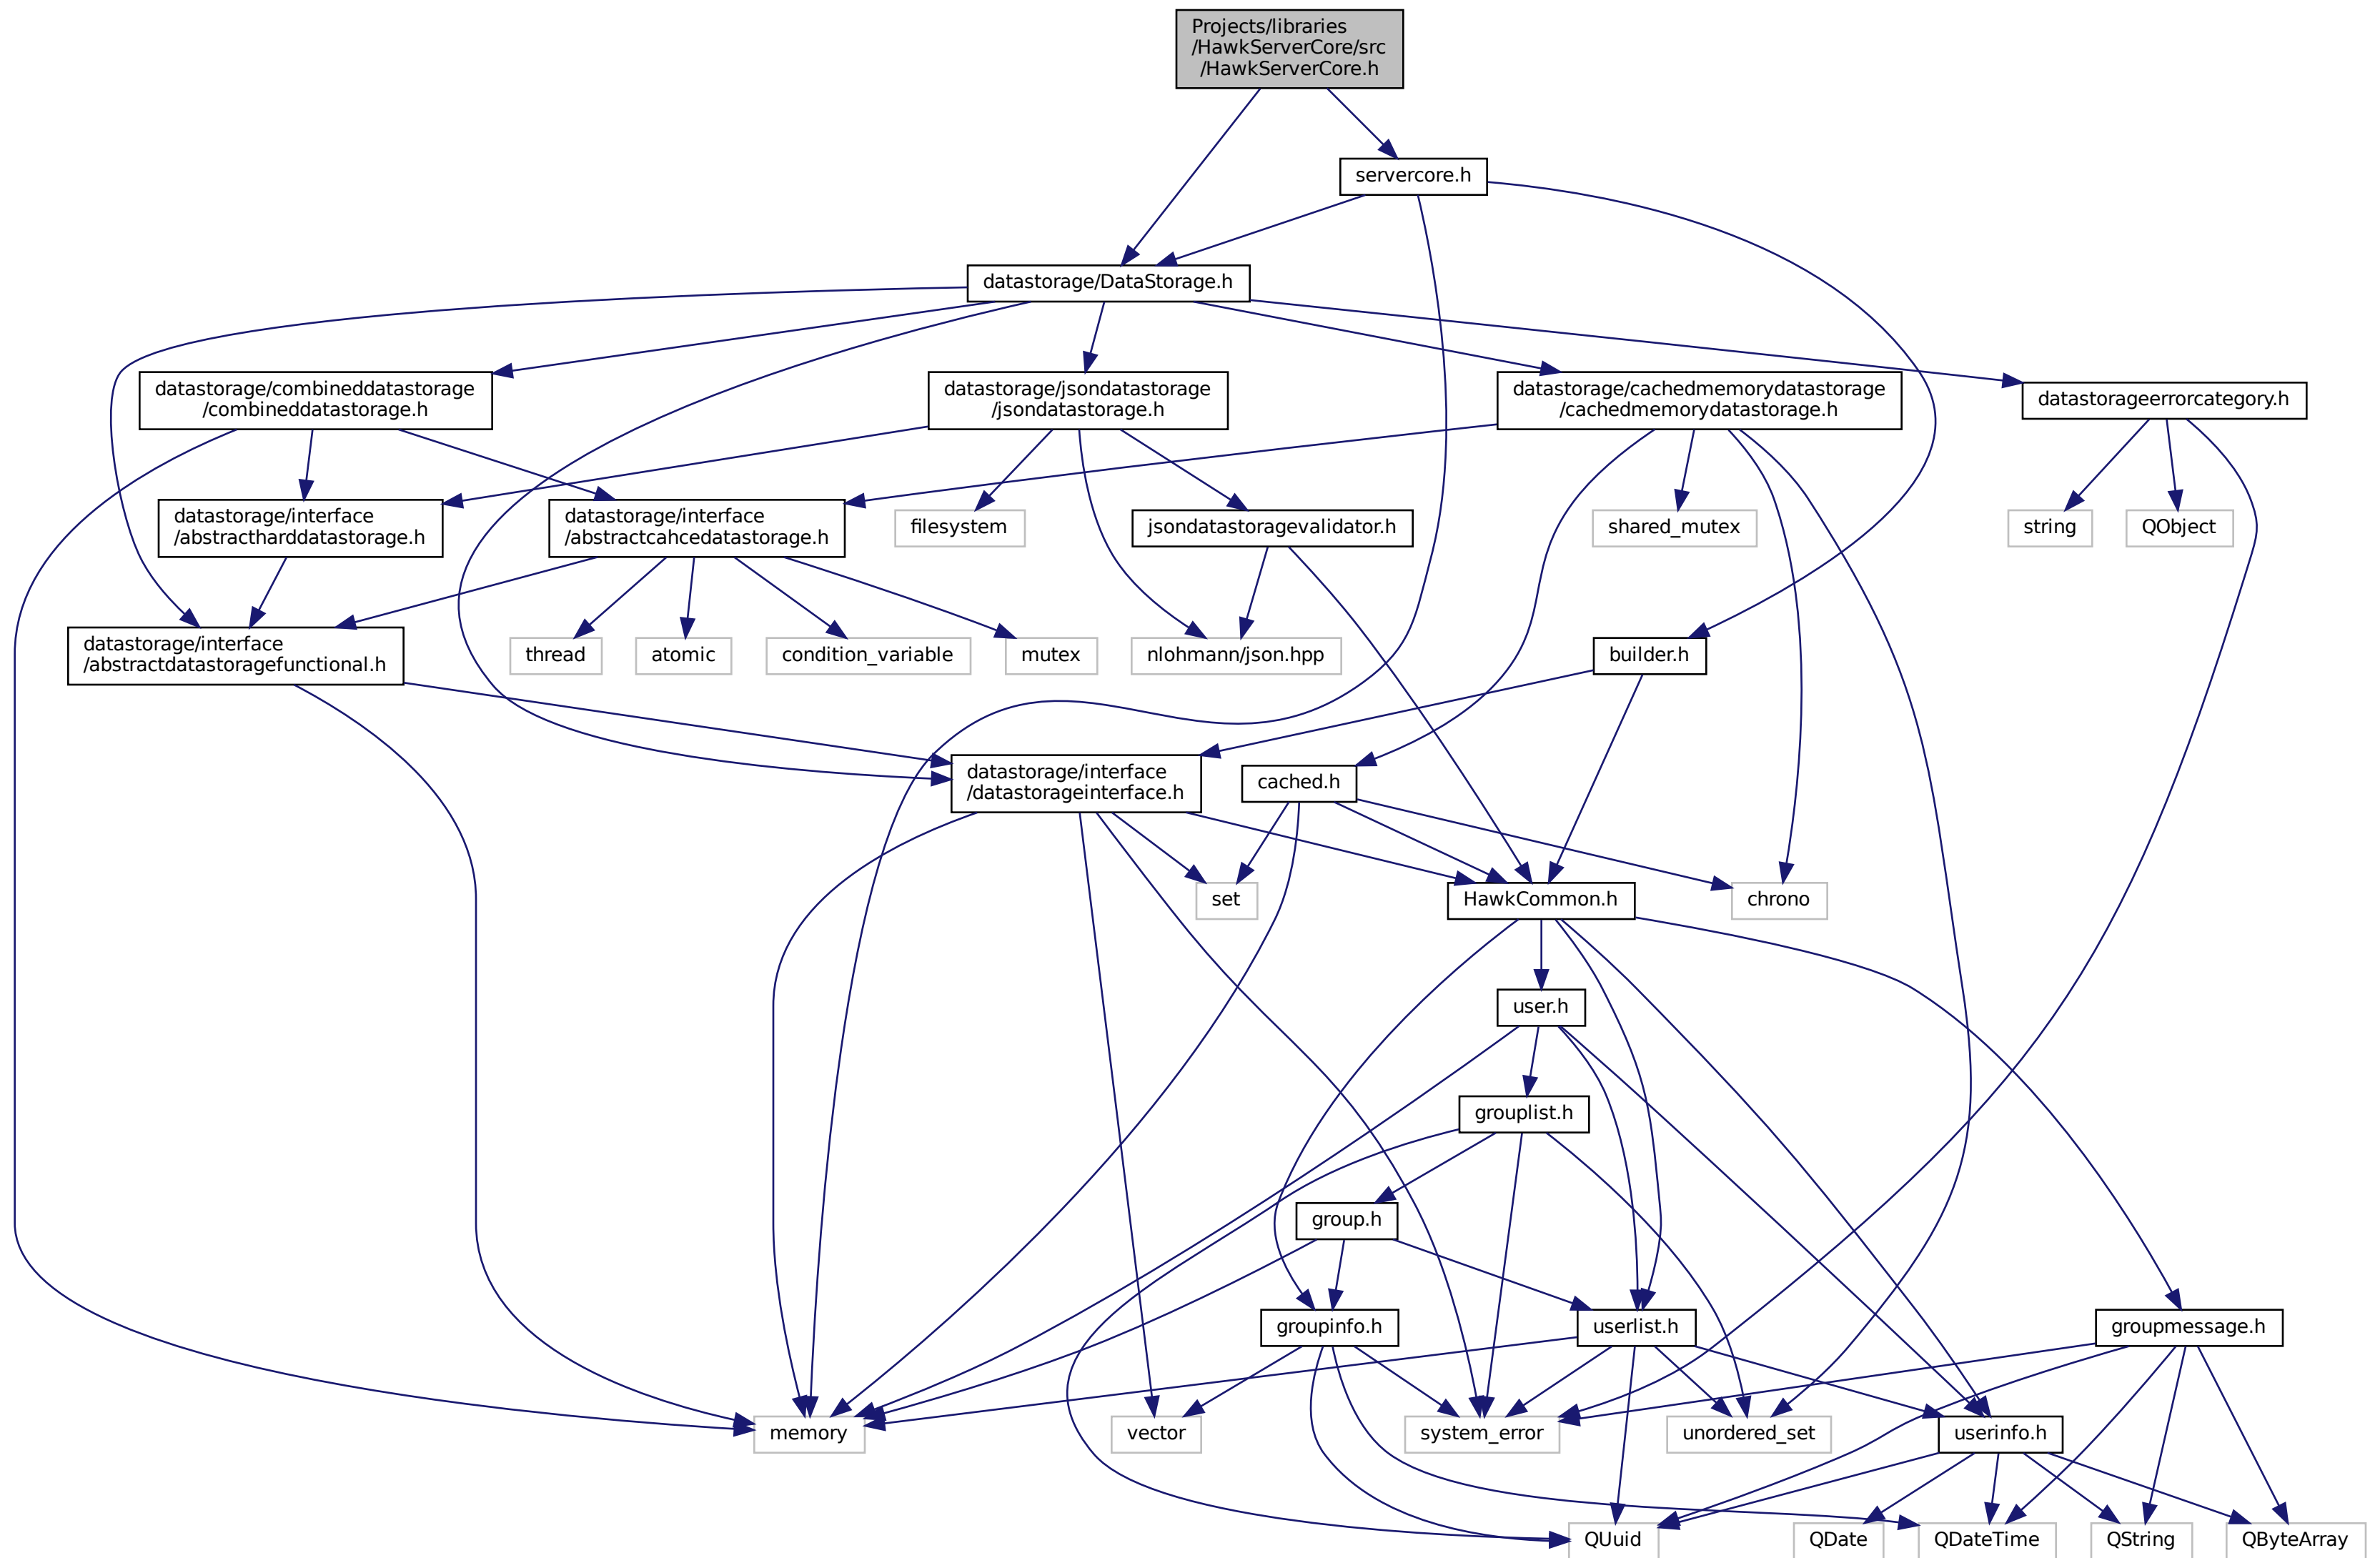 Projects/libraries
/HawkServerCore/src
/HawkServerCore.h
servercore.h
datastorage/DataStorage.h
datastorage/combineddatastorage
/combineddatastorage.h
datastorage/jsondatastorage
/jsondatastorage.h
datastorage/cachedmemorydatastorage
/cachedmemorydatastorage.h
datastorageerrorcategory.h
datastorage/interface
/abstractharddatastorage.h
datastorage/interface
/abstractcahcedatastorage.h
filesystem
jsondatastoragevalidator.h
shared_mutex
string
QObject
datastorage/interface
/abstractdatastoragefunctional.h
thread
atomic
condition_variable
mutex
nlohmann/json.hpp
builder.h
datastorage/interface
/datastorageinterface.h
cached.h
set
HawkCommon.h
chrono
user.h
grouplist.h
group.h
groupinfo.h
userlist.h
groupmessage.h
memory
vector
system_error
unordered_set
userinfo.h
QUuid
QDate
QDateTime
QString
QByteArray